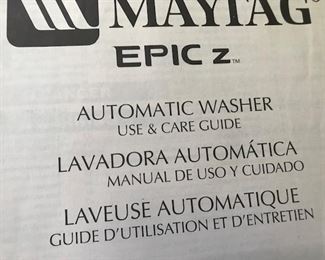 MAYTAG®
EPIC z™
AUTOMATIC WASHER
USE & CARE GUIDE
LAVADORA AUTOMÁTICA
MANUAL DE USO Y CUIDADO
LAVEUSE AUTOMATIQUE
GUIDE D'UTILISATION ET D'ENTRETIEN